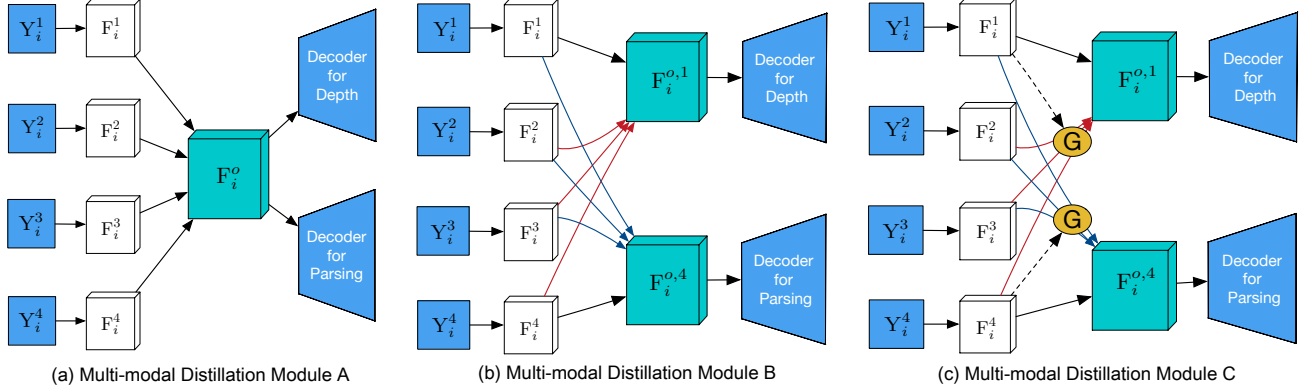 Y_i^1
F_i^1
Y_i^2
F_i^2
Y_i^3
F_i^3
Y_i^4
F_i^4
F_i^o
Decoder
for
Depth
Decoder
for
Parsing
(a) Multi-modal Distillation Module A
Y_i^1
F_i^1
Y_i^2
F_i^2
Y_i^3
F_i^3
Y_i^4
F_i^4
F_i^{o,1}
F_i^{o,4}
Decoder
for
Depth
Decoder
for
Parsing
(b) Multi-modal Distillation Module B
Y_i^1
F_i^1
Y_i^2
F_i^2
Y_i^3
F_i^3
Y_i^4
F_i^4
G
G
F_i^{o,1}
F_i^{o,4}
Decoder
for
Depth
Decoder
for
Parsing
(c) Multi-modal Distillation Module C